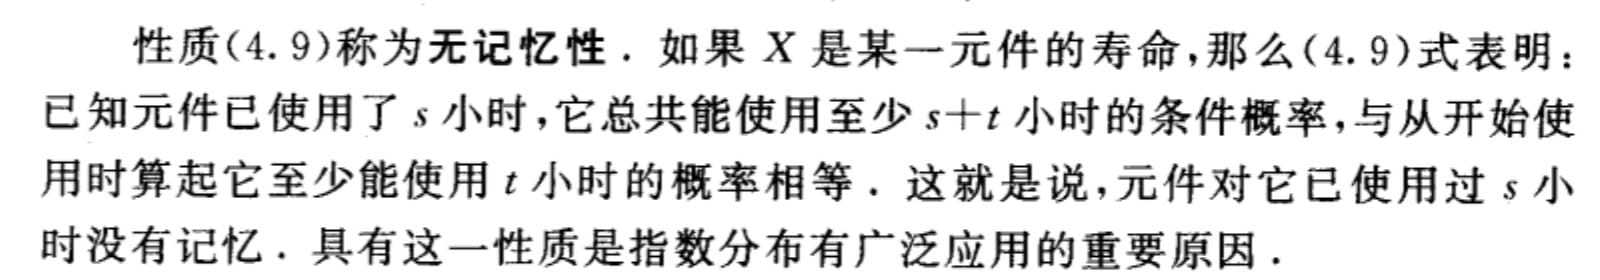 性质(4.9)称为无记忆性.如果 X 是某一元件的寿命,那么(4.9)式表明:
已知元件已使用了 s 小时,它总共能使用至少 s+t 小时的条件概率,与从开始使
用时算起它至少能使用 t 小时的概率相等.这就是说,元件对它已使用过 s 小
时没有记忆.具有这一性质是指数分布有广泛应用的重要原因.